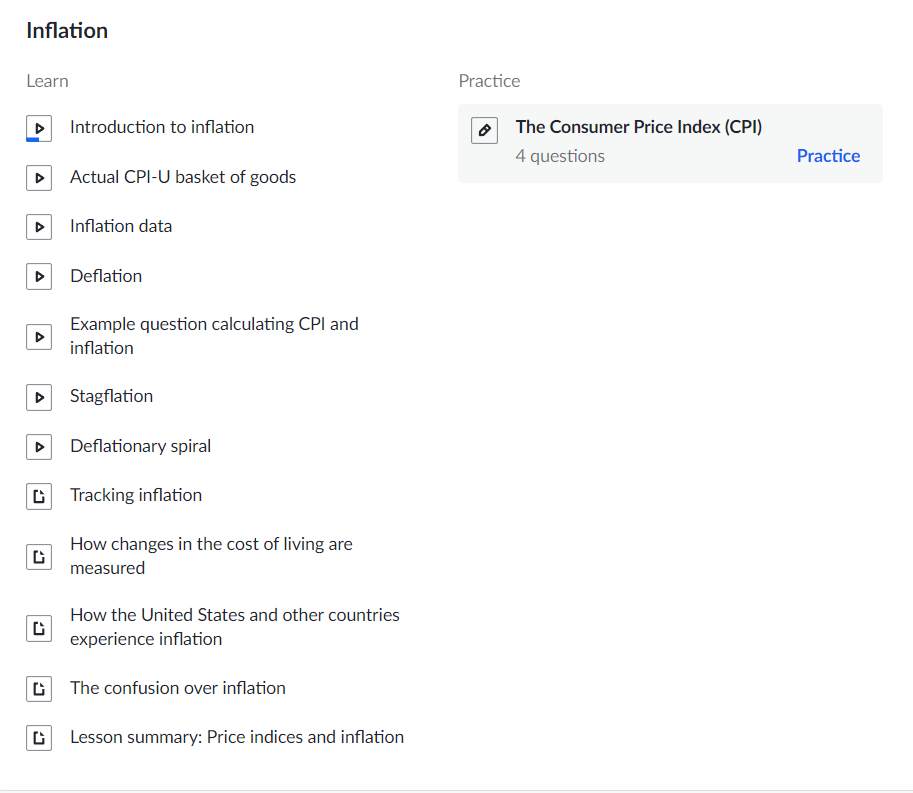 Inflation
Learn
Introduction to inflation
Actual CPI-U basket of goods
Inflation data
Deflation
Example question calculating CPI and
inflation
Stagflation
Deflationary spiral
Tracking inflation
How changes in the cost of living are
measured
How the United States and other countries
experience inflation
The confusion over inflation
Lesson summary: Price indices and inflation
Practice
The Consumer Price Index (CPI)
4 questions
Practice